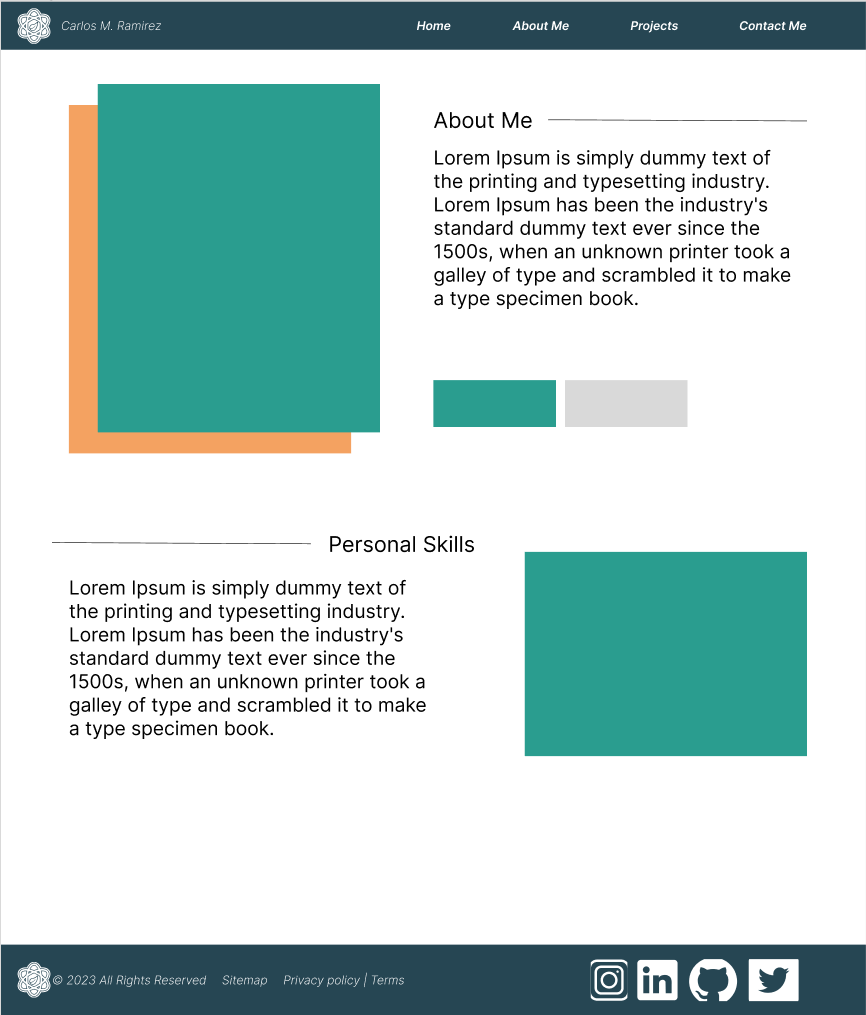 Carlos M. Ramirez Home About Me Projects Contact Me
About Me
Lorem Ipsum is simply dummy text of
the printing and typesetting industry.
Lorem Ipsum has been the industry's
standard dummy text ever since the
1500s, when an unknown printer took a
galley of type and scrambled it to make
a type specimen book.
Personal Skills
Lorem Ipsum is simply dummy text of
the printing and typesetting industry.
Lorem Ipsum has been the industry's
standard dummy text ever since the
1500s, when an unknown printer took a
galley of type and scrambled it to make
a type specimen book.
© 2023 All Rights Reserved Sitemap Privacy policy | Terms in